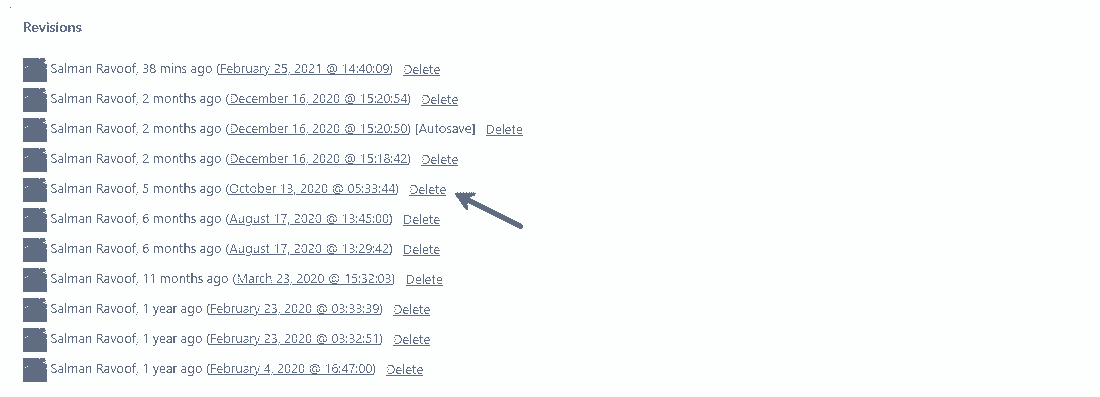 Revisions
Salman Ravoof, 38 mins ago (February 25, 2021 @ 14:40:09) Delete
Salman Ravoof, 2 months ago (December 16, 2020 @ 15:20:54) Delete
Salman Ravoof, 2 months ago (December 16, 2020 @ 15:20:50) [Autosave] Delete
Salman Ravoof, 2 months ago (December 16, 2020 @ 15:18:42) Delete
Salman Ravoof, 5 months ago (October 13, 2020 @ 05:33:44) Delete
Salman Ravoof, 6 months ago (August 17, 2020 @ 13:45:00) Delete
Salman Ravoof, 6 months ago (August 17, 2020 @ 13:29:42) Delete
Salman Ravoof, 11 months ago (March 23, 2020 @ 15:32:03) Delete
Salman Ravoof, 1 year ago (February 23, 2020 @ 03:33:39) Delete
Salman Ravoof, 1 year ago (February 23, 2020 @ 03:32:51) Delete
Salman Ravoof, 1 year ago (February 4, 2020 @ 16:47:00) Delete